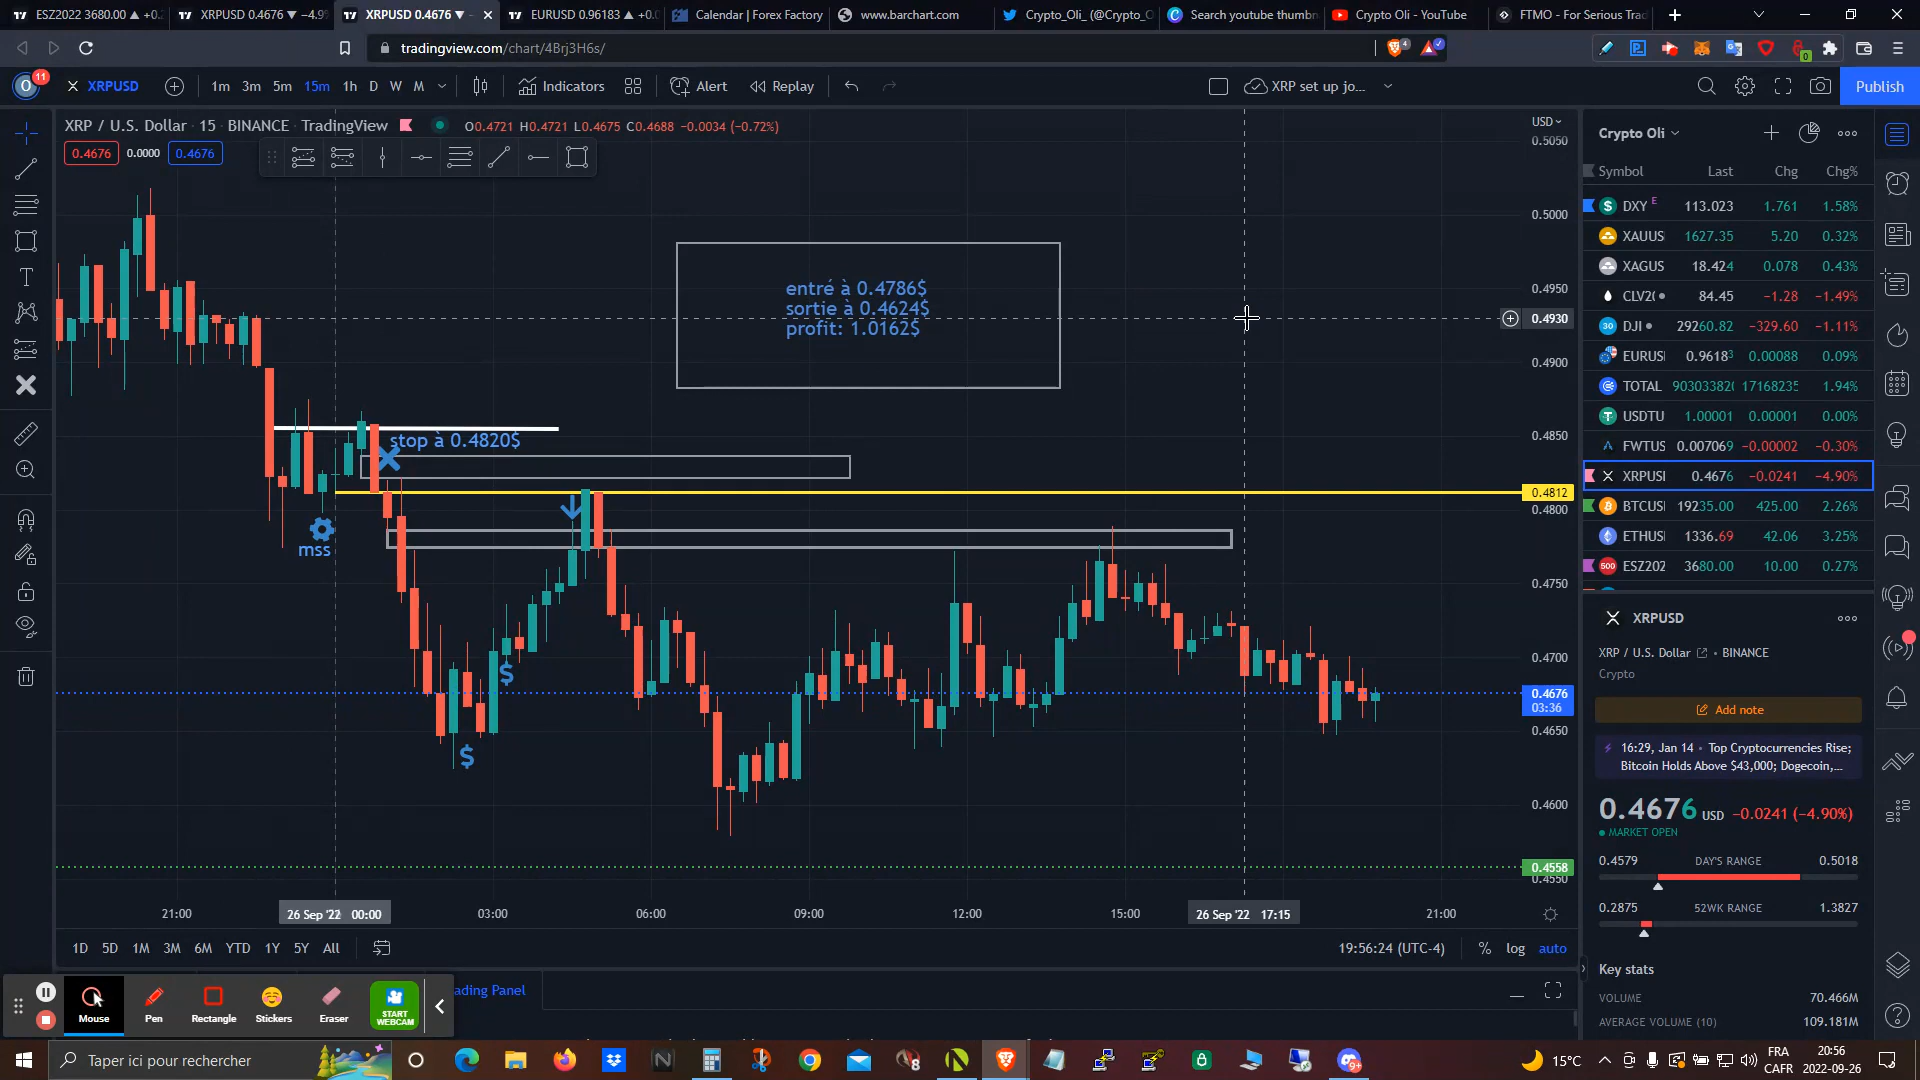 ESZ2022 3680.00 ▲ +0.2
XRPUSD 0.4676 ▼ −4.9%
XRPUSD 0.4676 ▼ −
EURUSD 0.96183 ▲ +0.0
Calendar | Forex Factory
www.barchart.com
Crypto_Oli_ (@Crypto_O
Search youtube thumbn
Crypto Oli - YouTube
FTMO - For Serious Trad
tradingview.com/chart/4Brj3H6s/
XRPUSD
1m 3m 5m 15m 1h D W M
Indicators
Alert
Replay
XRP set up jo...
Publish
XRP / U.S. Dollar · 15 · BINANCE · TradingView
O0.4721 H0.4721 L0.4675 C0.4688 −0.0034 (−0.72%)
0.4676 0.0000 0.4676
USD
0.5050
0.5000
0.4950
0.4930
0.4900
0.4850
0.4812
0.4800
0.4750
0.4700
0.4676
03:36
0.4650
0.4600
0.4558
0.4550
entré à 0.4786$
sortie à 0.4624$
profit: 1.0162$
stop à 0.4820$
mss
$
$
21:00
26 Sep '22 00:00
03:00
06:00
09:00
12:00
15:00
26 Sep '22 17:15
21:00
1D 5D 1M 3M 6M YTD 1Y 5Y All
19:56:24 (UTC-4)
% log auto
ading Panel
Crypto Oli
Symbol Last Chg Chg%
DXY E 113.023 1.761 1.58%
XAUUS 1627.35 5.20 0.32%
XAGUS 18.424 0.078 0.43%
CLV20 84.45 −1.28 −1.49%
DJI 29260.82 −329.60 −1.11%
EURUSI 0.96183 0.00088 0.09%
TOTAL 903033820 17168235 1.94%
USDTU 1.00001 0.00001 0.00%
FWTUS 0.007069 −0.00002 −0.30%
XRPUSI 0.4676 −0.0241 −4.90%
BTCUSI 19235.00 425.00 2.26%
ETHUSI 1336.69 42.06 3.25%
ESZ202 3680.00 10.00 0.27%
XRPUSD
XRP / U.S. Dollar • BINANCE
Crypto
Add note
16:29, Jan 14 • Top Cryptocurrencies Rise;
Bitcoin Holds Above $43,000; Dogecoin,...
0.4676 USD −0.0241 (−4.90%)
MARKET OPEN
0.4579 DAY'S RANGE 0.5018
0.2875 52WK RANGE 1.3827
Key stats
VOLUME 70.466M
AVERAGE VOLUME (10) 109.181M
Mouse
Pen
Rectangle
Stickers
Eraser
START
WEBCAM
Taper ici pour rechercher
15°C
FRA
CAFR
20:56
2022-09-26